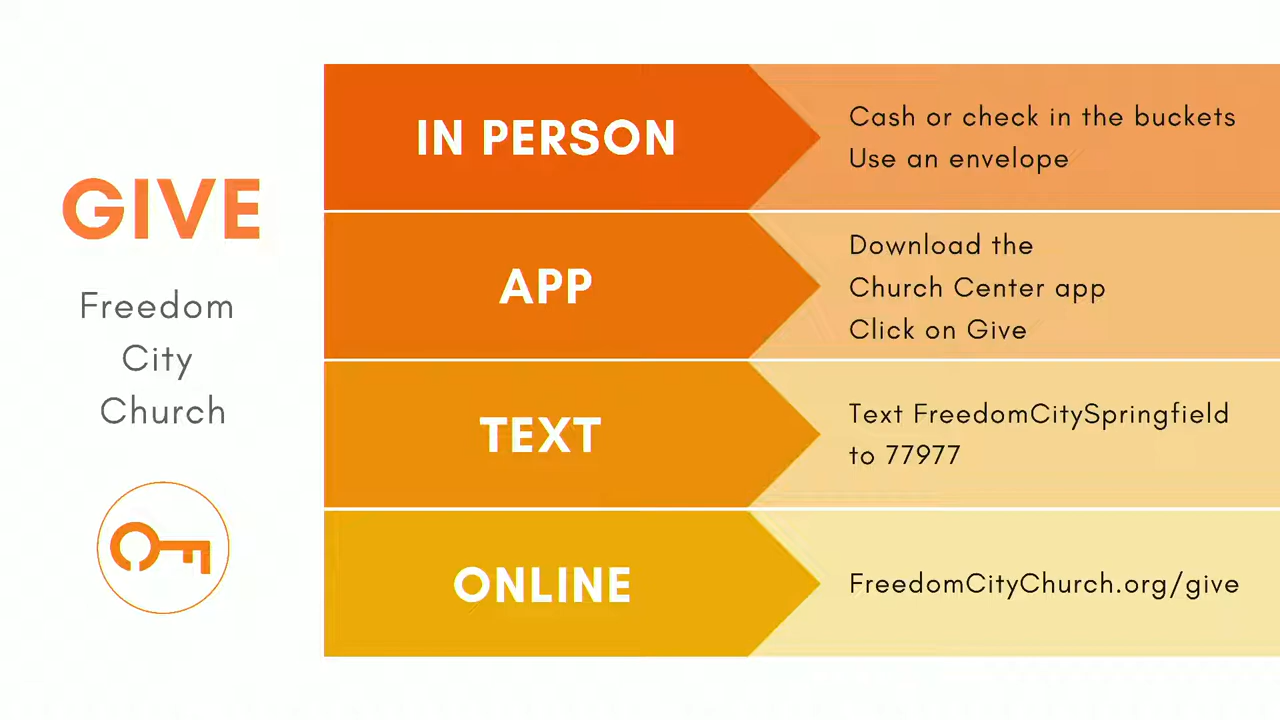 GIVE
Freedom
City
Church
IN PERSON
Cash or check in the buckets
Use an envelope
APP
Download the
Church Center app
Click on Give
TEXT
Text FreedomCitySpringfield
to 77977
ONLINE
FreedomCityChurch.org/give